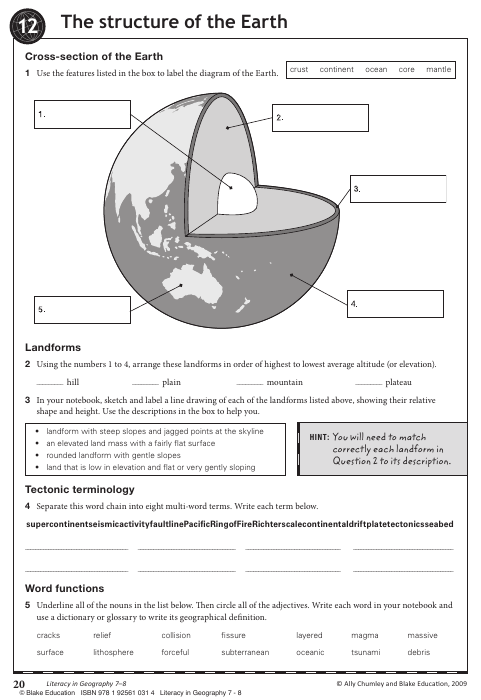 12 The structure of the Earth
Cross-section of the Earth
1 Use the features listed in the box to label the diagram of the Earth.
crust continent ocean core mantle
1.
2.
3.
4.
5.
Landforms
2 Using the numbers 1 to 4, arrange these landforms in order of highest to lowest average altitude (or elevation).
______ hill ______ plain ______ mountain ______ plateau
3 In your notebook, sketch and label a line drawing of each of the landforms listed above, showing their relative
shape and height. Use the descriptions in the box to help you.
• landform with steep slopes and jagged points at the skyline
• an elevated land mass with a fairly flat surface
• rounded landform with gentle slopes
• land that is low in elevation and flat or very gently sloping
HINT: You will need to match
correctly each landform in
Question 2 to its description.
Tectonic terminology
4 Separate this word chain into eight multi-word terms. Write each term below.
supercontinentseismicactivityfaultlinePacificRingofFireRichterscalecontinentaldriftplatetectonicsseabed
Word functions
5 Underline all of the nouns in the list below. Then circle all of the adjectives. Write each word in your notebook and
use a dictionary or glossary to write its geographical definition.
cracks relief collision fissure layered magma massive
surface lithosphere forceful subterranean oceanic tsunami debris
20 Literacy in Geography 7–8 © Ally Chumley and Blake Education, 2009
© Blake Education ISBN 978 1 92561 031 4 Literacy in Geography 7 - 8